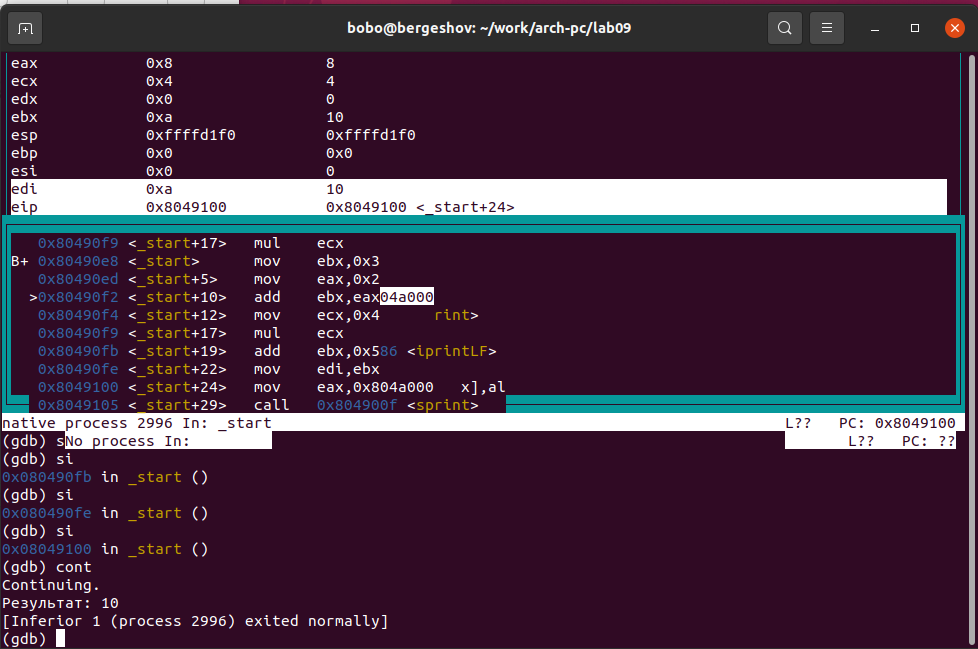 bobo@bergeshov: ~/work/arch-pc/lab09
eax 0x8 8
ecx 0x4 4
edx 0x0 0
ebx 0xa 10
esp 0xffffd1f0 0xffffd1f0
ebp 0x0 0x0
esi 0x0 0
edi 0xa 10
eip 0x8049100 0x8049100 <_start+24>
0x80490f9 <_start+17> mul ecx
B+ 0x80490e8 <_start> mov ebx,0x3
0x80490ed <_start+5> mov eax,0x2
>0x80490f2 <_start+10> add ebx,eax04a000
0x80490f4 <_start+12> mov ecx,0x4 rint>
0x80490f9 <_start+17> mul ecx
0x80490fb <_start+19> add ebx,0x586 <iprintLF>
0x80490fe <_start+22> mov edi,ebx
0x8049100 <_start+24> mov eax,0x804a000 x],al
0x8049105 <_start+29> call 0x804900f <sprint>
native process 2996 In: _start L?? PC: 0x8049100
(gdb) sNo process In: L?? PC: ??
(gdb) si
0x080490fb in _start ()
(gdb) si
0x080490fe in _start ()
(gdb) si
0x08049100 in _start ()
(gdb) cont
Continuing.
Результат: 10
[Inferior 1 (process 2996) exited normally]
(gdb)